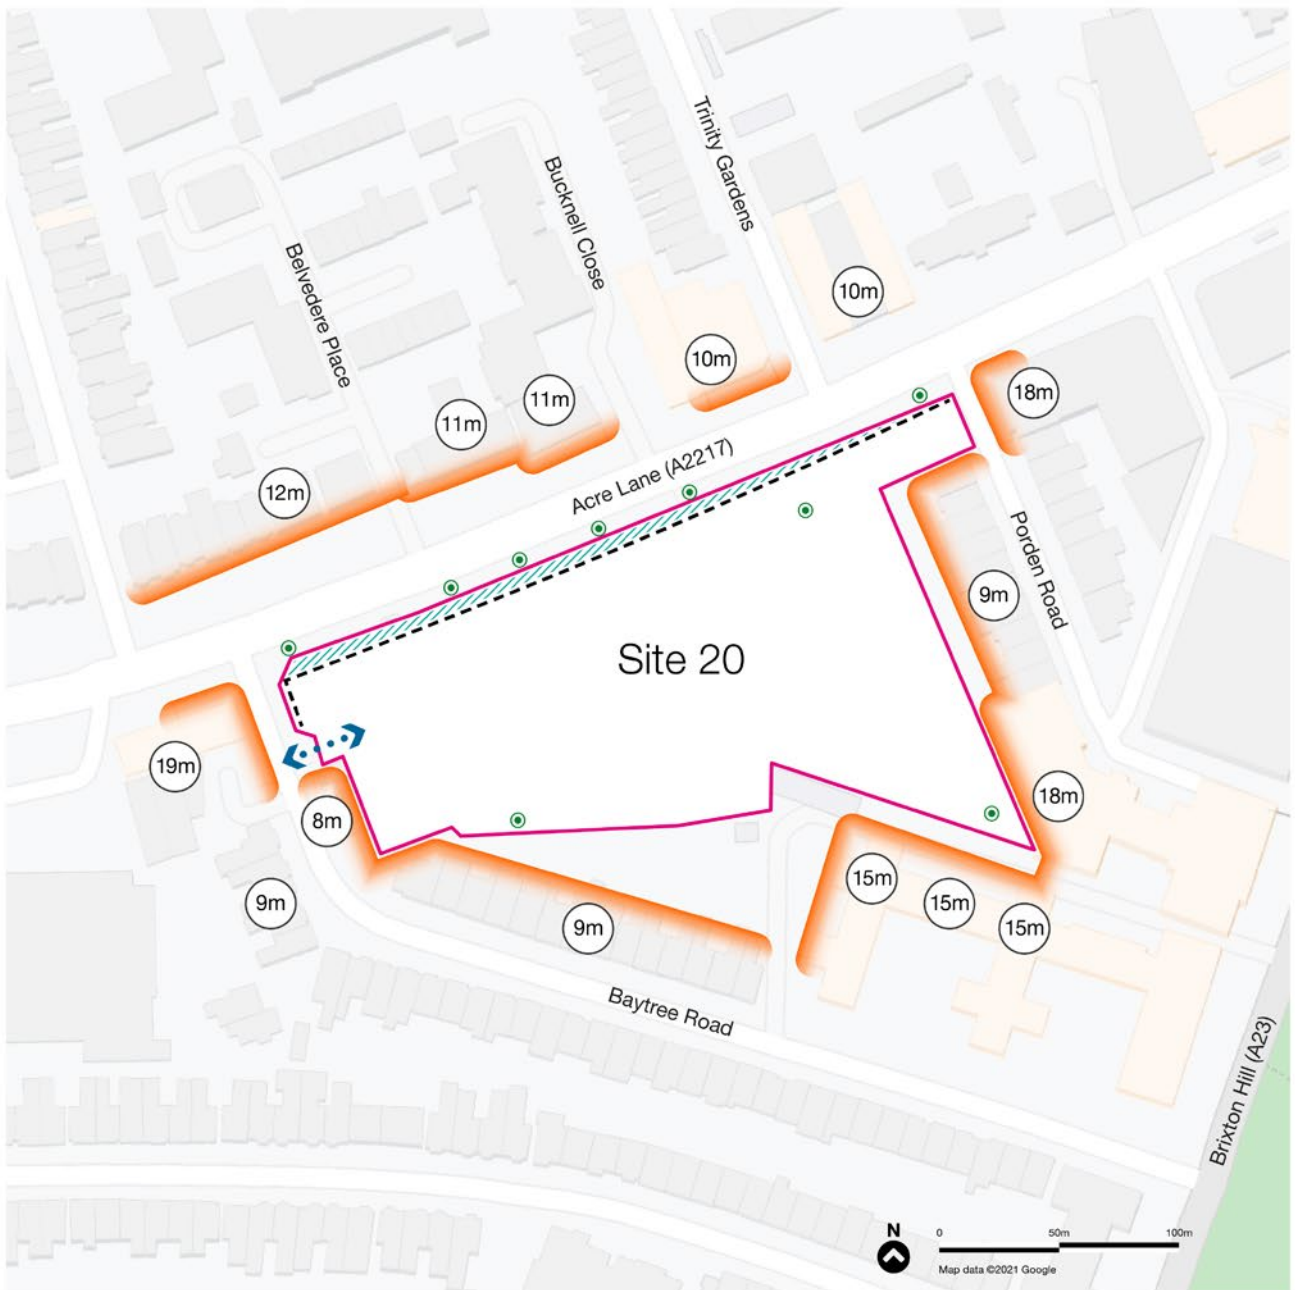 Trinity Gardens
Bucknell Close
Belvedere Place
10m
10m
18m
11m
11m
12m
Acre Lane (A2217)
Porden Road
9m
Site 20
19m
18m
8m
15m
15m
15m
9m
9m
Baytree Road
Brixton Hill (A23)
N
0 50m 100m
Map data ©2021 Google